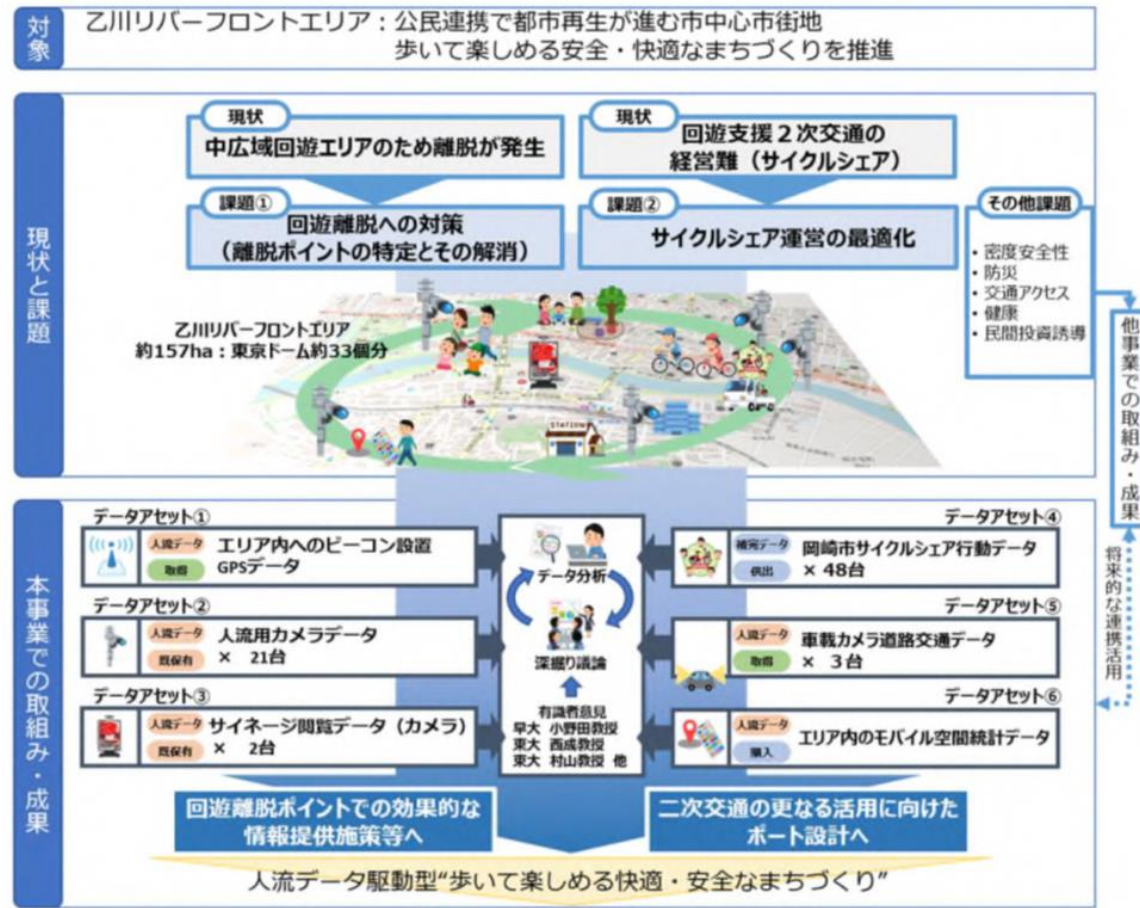 対象
乙川リバーフロントエリア：公民連携で都市再生が進む市中心市街地
歩いて楽しめる安全・快適なまちづくりを推進
現状と課題
現状
中広域回遊エリアのため離脱が発生
現状
回遊支援２次交通の
経営難（サイクルシェア）
課題①
回遊離脱への対策
（離脱ポイントの特定とその解消）
課題②
サイクルシェア運営の最適化
その他課題
・密度安全性
・防災
・交通アクセス
・健康
・民間投資誘導
乙川リバーフロントエリア
約157ha：東京ドーム約33個分
STATION
他事業での取組み・成果
将来的な連携活用
本事業での取組み・成果
データアセット①
人流データ
取得
エリア内へのビーコン設置
GPSデータ
データアセット②
人流データ
既保有
人流用カメラデータ
× 21台
データアセット③
人流データ
既保有
サイネージ閲覧データ（カメラ）
× 2台
データ分析
深掘り議論
有識者意見
早大 小野田教授
東大 西成教授
東大 村山教授 他
データアセット④
補完データ
供出
岡崎市サイクルシェア行動データ
× 48台
データアセット⑤
人流データ
取得
車載カメラ道路交通データ
× ３台
データアセット⑥
人流データ
購入
エリア内のモバイル空間統計データ
回遊離脱ポイントでの効果的な
情報提供施策等へ
二次交通の更なる活用に向けた
ポート設計へ
人流データ駆動型“歩いて楽しめる快適・安全なまちづくり”